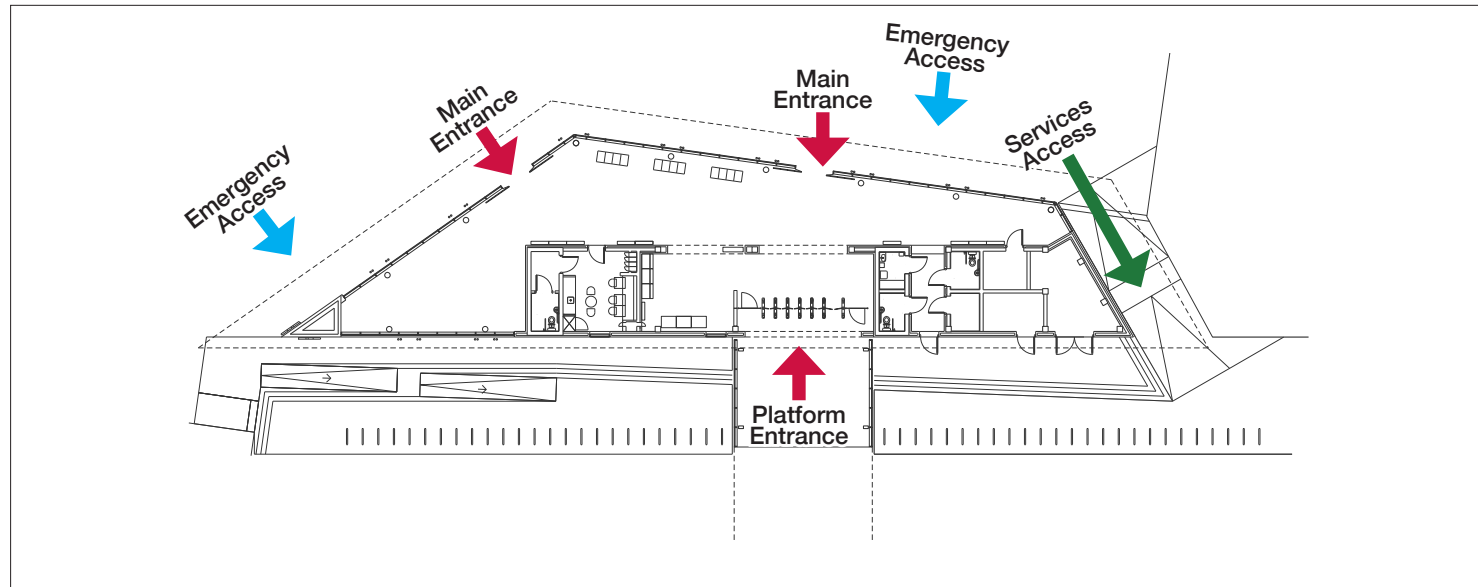 Emergency
Access
Main
Entrance
Main
Entrance
Emergency
Access
Services
Access
Platform
Entrance